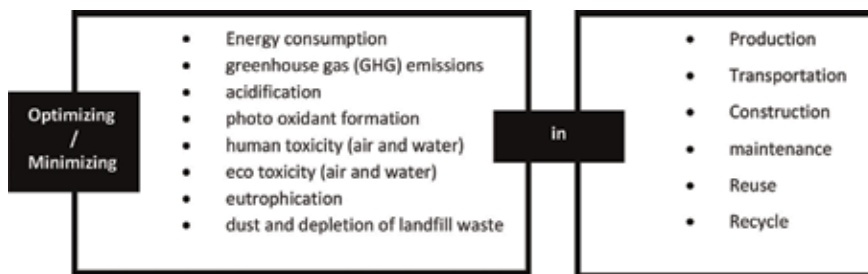 Optimizing
/
Minimizing
• Energy consumption
• greenhouse gas (GHG) emissions
• acidification
• photo oxidant formation
• human toxicity (air and water)
• eco toxicity (air and water)
• eutrophication
• dust and depletion of landfill waste
in
• Production
• Transportation
• Construction
• maintenance
• Reuse
• Recycle